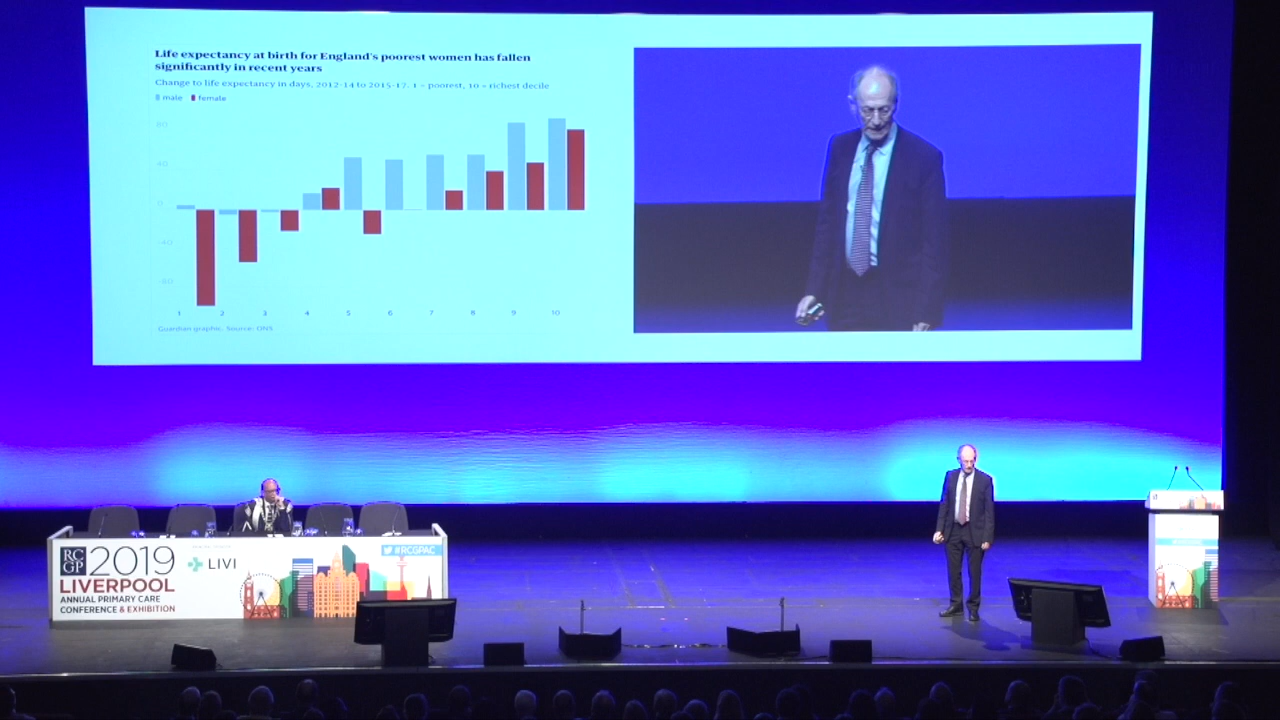 Life expectancy at birth for England's poorest women has fallen
significantly in recent years
Change to life expectancy in days, 2012-14 to 2015-17. 1 = poorest, 10 = richest decile
male female
80
40
0
-40
-80
1 2 3 4 5 6 7 8 9 10
Guardian graphic. Source: ONS
RC
GP
2019
LIVERPOOL
ANNUAL PRIMARY CARE
CONFERENCE & EXHIBITION
LIVI
#RCGPAC